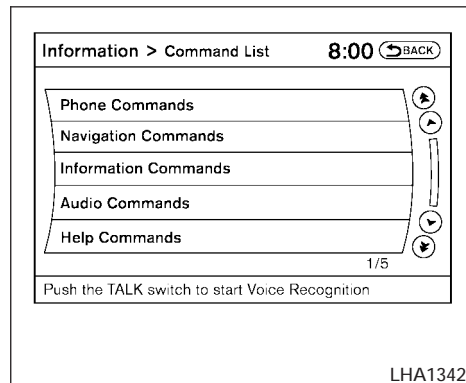 Information > Command List 8:00 BACK
Phone Commands
Navigation Commands
Information Commands
Audio Commands
Help Commands
1/5
Push the TALK switch to start Voice Recognition
LHA1342